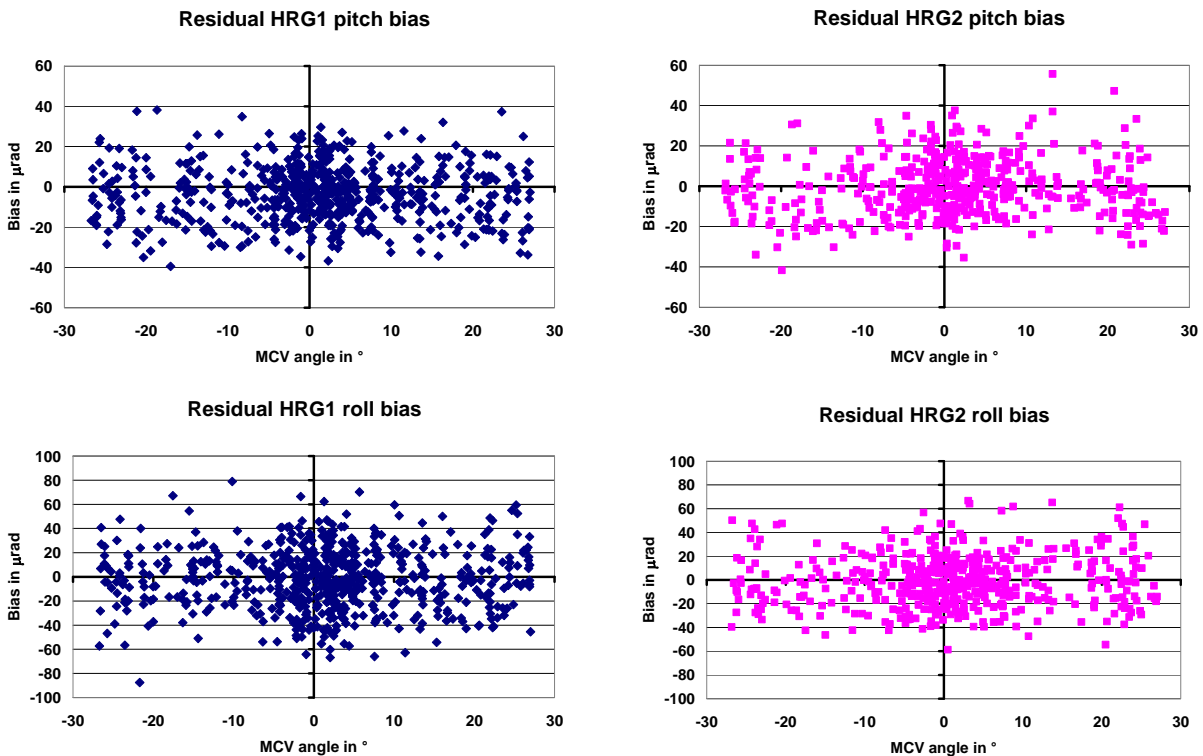 Residual HRG1 pitch bias
Bias in µrad
60
40
20
0
-20
-40
-60
-30 -20 -10 0 10 20 30
MCV angle in °
Residual HRG2 pitch bias
Bias in µrad
60
40
20
0
-20
-40
-60
-30 -20 -10 0 10 20 30
MCV angle in °
Residual HRG1 roll bias
Bias in µrad
100
80
60
40
20
0
-20
-40
-60
-80
-100
-30 -20 -10 0 10 20 30
MCV angle in °
Residual HRG2 roll bias
Bias in µrad
100
80
60
40
20
0
-20
-40
-60
-80
-100
-30 -20 -10 0 10 20 30
MCV angle in °